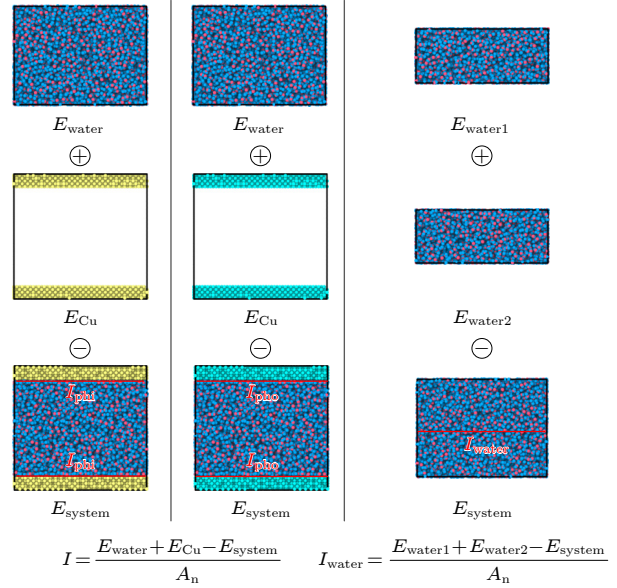 E_water E_water E_water1
⊕ ⊕ ⊕
E_Cu E_Cu E_water2
⊖ ⊖ ⊖
I_phi I_pho
I_water
I_phi I_pho
E_system E_system E_system
I = (E_water + E_Cu − E_system) / A_n I_water = (E_water1 + E_water2 − E_system) / A_n